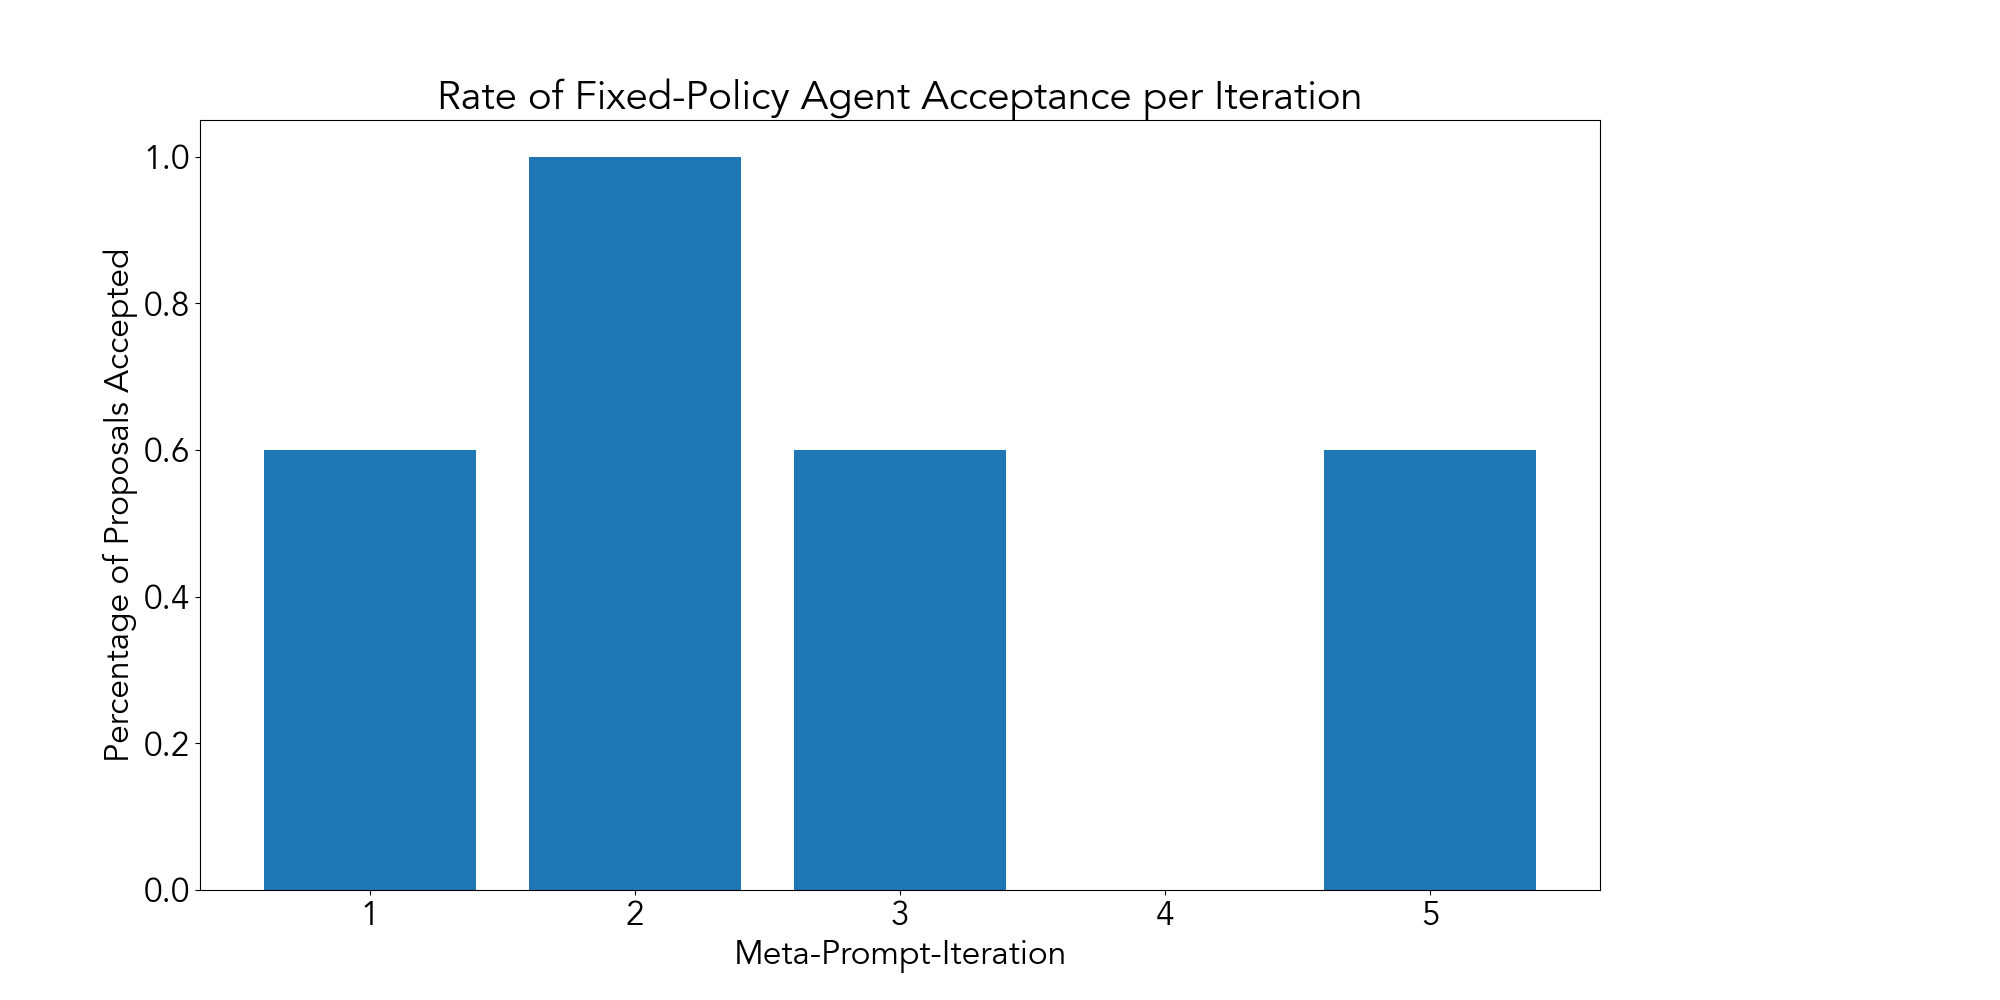 Rate of Fixed-Policy Agent Acceptance per Iteration
Percentage of Proposals Accepted
1.0
0.8
0.6
0.4
0.2
0.0
1 2 3 4 5
Meta-Prompt-Iteration